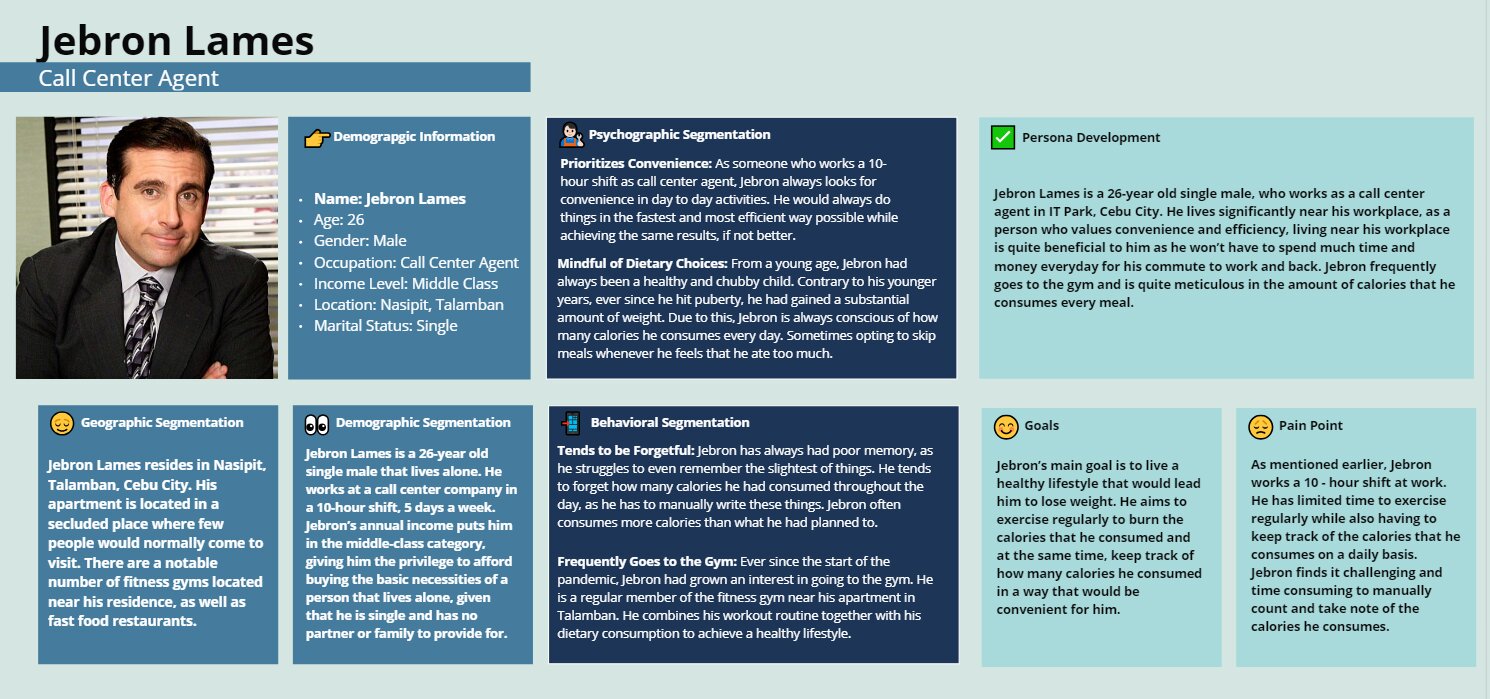 Jebron Lames
Call Center Agent
Demograpgic Information
• Name: Jebron Lames
• Age: 26
• Gender: Male
• Occupation: Call Center Agent
• Income Level: Middle Class
• Location: Nasipit, Talamban
• Marital Status: Single
Psychographic Segmentation
Prioritizes Convenience: As someone who works a 10-
hour shift as call center agent, Jebron always looks for
convenience in day to day activities. He would always do
things in the fastest and most efficient way possible while
achieving the same results, if not better.
Mindful of Dietary Choices: From a young age, Jebron had
always been a healthy and chubby child. Contrary to his younger
years, ever since he hit puberty, he had gained a substantial
amount of weight. Due to this, Jebron is always conscious of how
many calories he consumes every day. Sometimes opting to skip
meals whenever he feels that he ate too much.
Persona Development
Jebron Lames is a 26-year old single male, who works as a call center
agent in IT Park, Cebu City. He lives significantly near his workplace, as a
person who values convenience and efficiency, living near his workplace
is quite beneficial to him as he won't have to spend much time and
money everyday for his commute to work and back. Jebron frequently
goes to the gym and is quite meticulous in the amount of calories that he
consumes every meal.
Geographic Segmentation
Jebron Lames resides in Nasipit,
Talamban, Cebu City. His
apartment is located in a
secluded place where few
people would normally come to
visit. There are a notable
number of fitness gyms located
near his residence, as well as
fast food restaurants.
Demographic Segmentation
Jebron Lames is a 26-year old
single male that lives alone. He
works at a call center company in
a 10-hour shift, 5 days a week.
Jebron's annual income puts him
in the middle-class category,
giving him the privilege to afford
buying the basic necessities of a
person that lives alone, given
that he is single and has no
partner or family to provide for.
Behavioral Segmentation
Tends to be Forgetful: Jebron has always had poor memory, as
he struggles to even remember the slightest of things. He tends
to forget how many calories he had consumed throughout the
day, as he has to manually write these things. Jebron often
consumes more calories than what he had planned to.
Frequently Goes to the Gym: Ever since the start of the
pandemic, Jebron had grown an interest in going to the gym. He
is a regular member of the fitness gym near his apartment in
Talamban. He combines his workout routine together with his
dietary consumption to achieve a healthy lifestyle.
Goals
Jebron's main goal is to live a
healthy lifestyle that would lead
him to lose weight. He aims to
exercise regularly to burn the
calories that he consumed and
at the same time, keep track of
how many calories he consumed
in a way that would be
convenient for him.
Pain Point
As mentioned earlier, Jebron
works a 10 - hour shift at work.
He has limited time to exercise
regularly while also having to
keep track of the calories that he
consumes on a daily basis.
Jebron finds it challenging and
time consuming to manually
count and take note of the
calories he consumes.